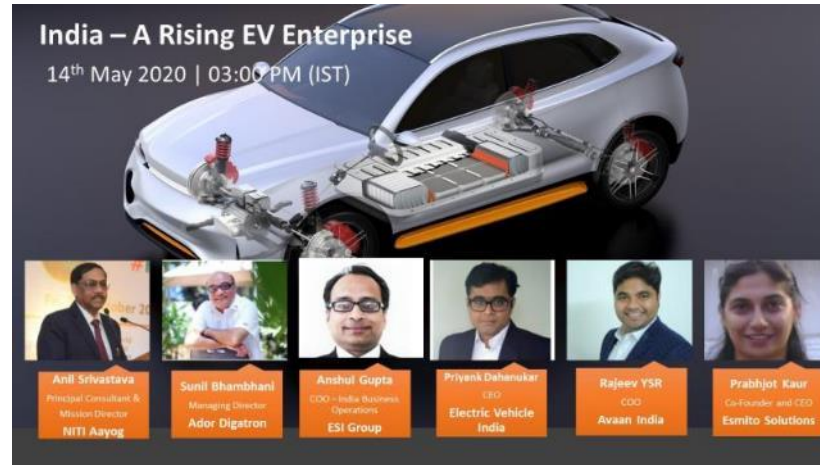 India – A Rising EV Enterprise
14th May 2020 | 03:00 PM (IST)
Anil Srivastava
Principal Consultant &
Mission Director
NITI Aayog
Sunil Bhambhani
Managing Director
Ador Digatron
Anshul Gupta
COO – India Business
Operations
ESI Group
Priyank Dahanukar
CEO
Electric Vehicle
India
Rajeev YSR
COO
Avaan India
Prabhjot Kaur
Co-Founder and CEO
Esmito Solutions